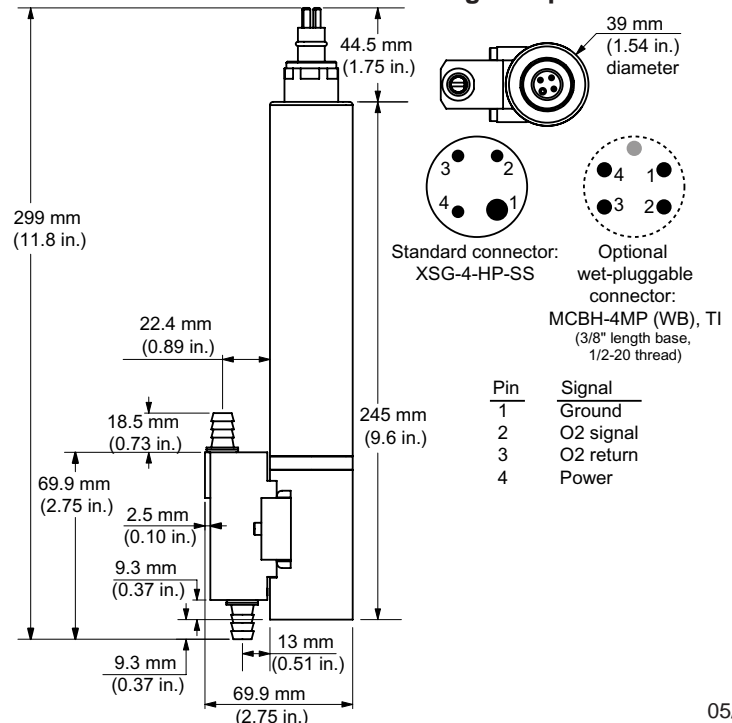 44.5 mm
(1.75 in.)
39 mm
(1.54 in.)
diameter
3
2
4
1
4
1
3
2
299 mm
(11.8 in.)
Standard connector:
XSG-4-HP-SS
Optional
wet-pluggable
connector:
MCBH-4MP (WB), TI
(3/8" length base,
1/2-20 thread)
22.4 mm
(0.89 in.)
Pin Signal
1 Ground
2 O2 signal
3 O2 return
4 Power
18.5 mm
(0.73 in.)
245 mm
(9.6 in.)
69.9 mm
(2.75 in.)
2.5 mm
(0.10 in.)
9.3 mm
(0.37 in.)
13 mm
(0.51 in.)
9.3 mm
(0.37 in.)
69.9 mm
(2.75 in.)